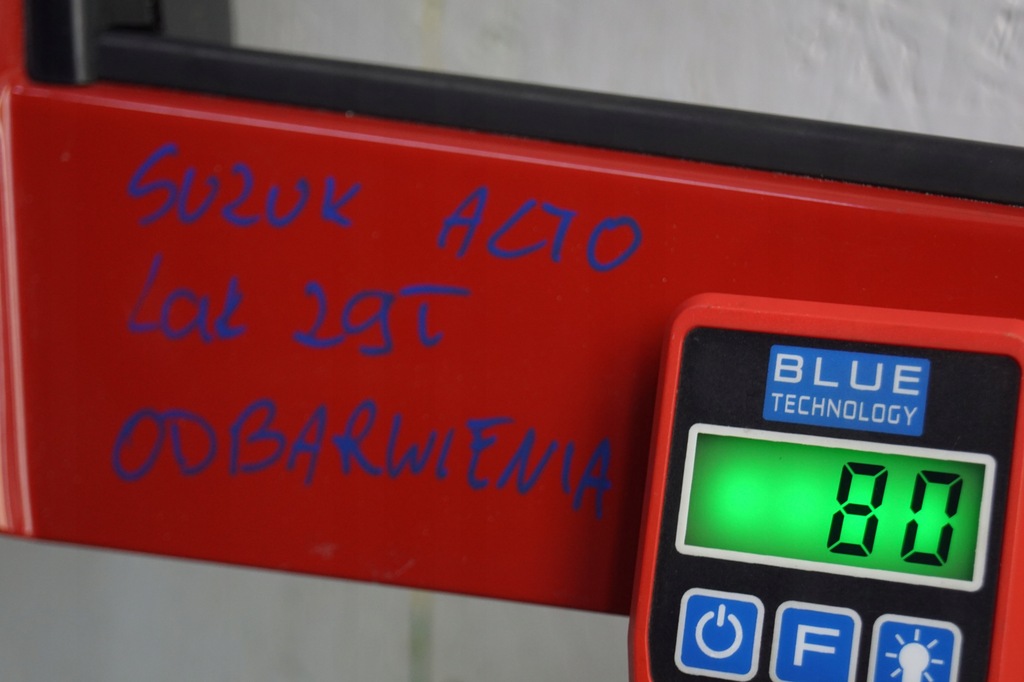 SUZUK ALTO
Lak 29T
ODBARWIENIA
BLUE
TECHNOLOGY
80
F